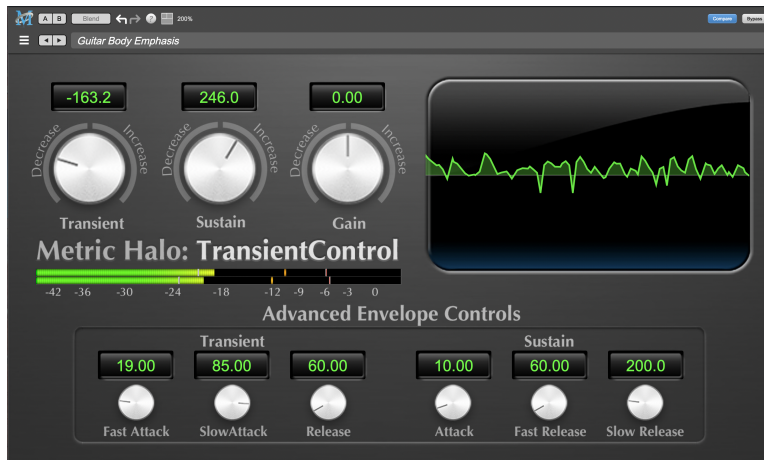 A B Blend ? 200% Compare Bypass
Guitar Body Emphasis
-163.2 246.0 0.00
Decrease Increase Decrease Increase Decrease Increase
Transient Sustain Gain
Metric Halo: TransientControl
-42 -36 -30 -24 -18 -12 -9 -6 -3 0
Advanced Envelope Controls
Transient Sustain
19.00 85.00 60.00 10.00 60.00 200.0
Fast Attack SlowAttack Release Attack Fast Release Slow Release